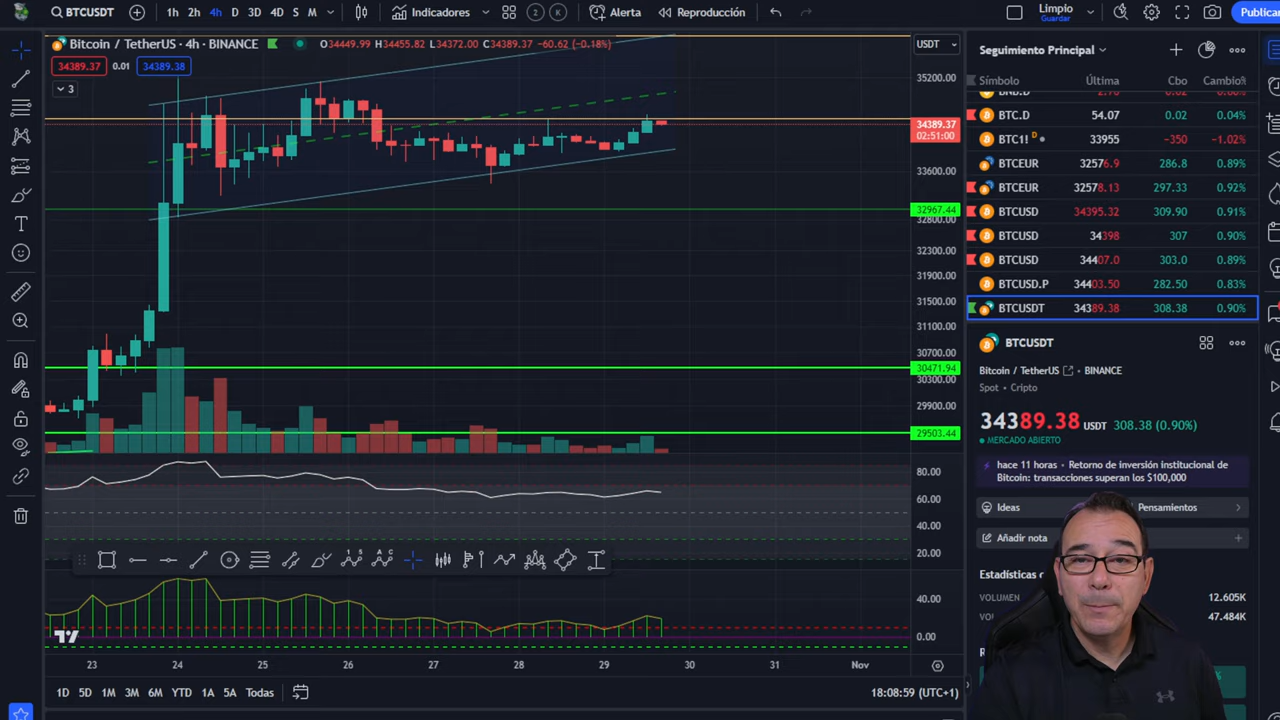 BTCUSDT
1h 2h 4h D 3D 4D S M
Indicadores
2 K
Alerta
Reproducción
Limpio
Guardar
Publicar
Bitcoin / TetherUS · 4h · BINANCE
O34449.99 H34455.82 L34372.00 C34389.37 -60.62 (-0.18%)
34389.37 0.01 34389.38
3
USDT
35200.00
34389.37
02:51:00
33600.00
32967.44
32800.00
32300.00
31900.00
31500.00
31100.00
30700.00
30471.94
30300.00
29900.00
29503.44
80.00
60.00
40.00
20.00
40.00
0.00
23 24 25 26 27 28 29 30 31 Nov
1D 5D 1M 3M 6M YTD 1A 5A Todas
18:08:59 (UTC+1)
Seguimiento Principal
Símbolo Última Cbo Cambio%
BTC.D 54.07 0.02 0.04%
BTC1! D 33955 -350 -1.02%
BTCEUR 32576.9 286.8 0.89%
BTCEUR 32578.13 297.33 0.92%
BTCUSD 34395.32 309.90 0.91%
BTCUSD 34398 307 0.90%
BTCUSD 34407.0 303.0 0.89%
BTCUSD.P 34403.50 282.50 0.83%
BTCUSDT 34389.38 308.38 0.90%
BTCUSDT
Bitcoin / TetherUS • BINANCE
Spot • Cripto
34389.38 USDT 308.38 (0.90%)
MERCADO ABIERTO
hace 11 horas • Retorno de inversión institucional de
Bitcoin: transacciones superan los $100,000
Ideas
Pensamientos
Añadir nota
Estadísticas
VOLUMEN 12.605K
47.484K